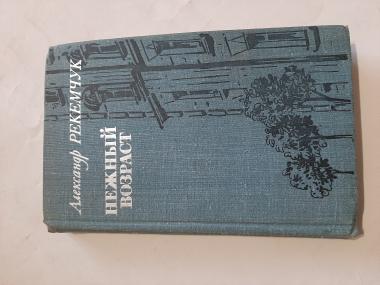 Александр РЕКЕМЧУК
НЕЖНЫЙ
ВОЗРАСТ